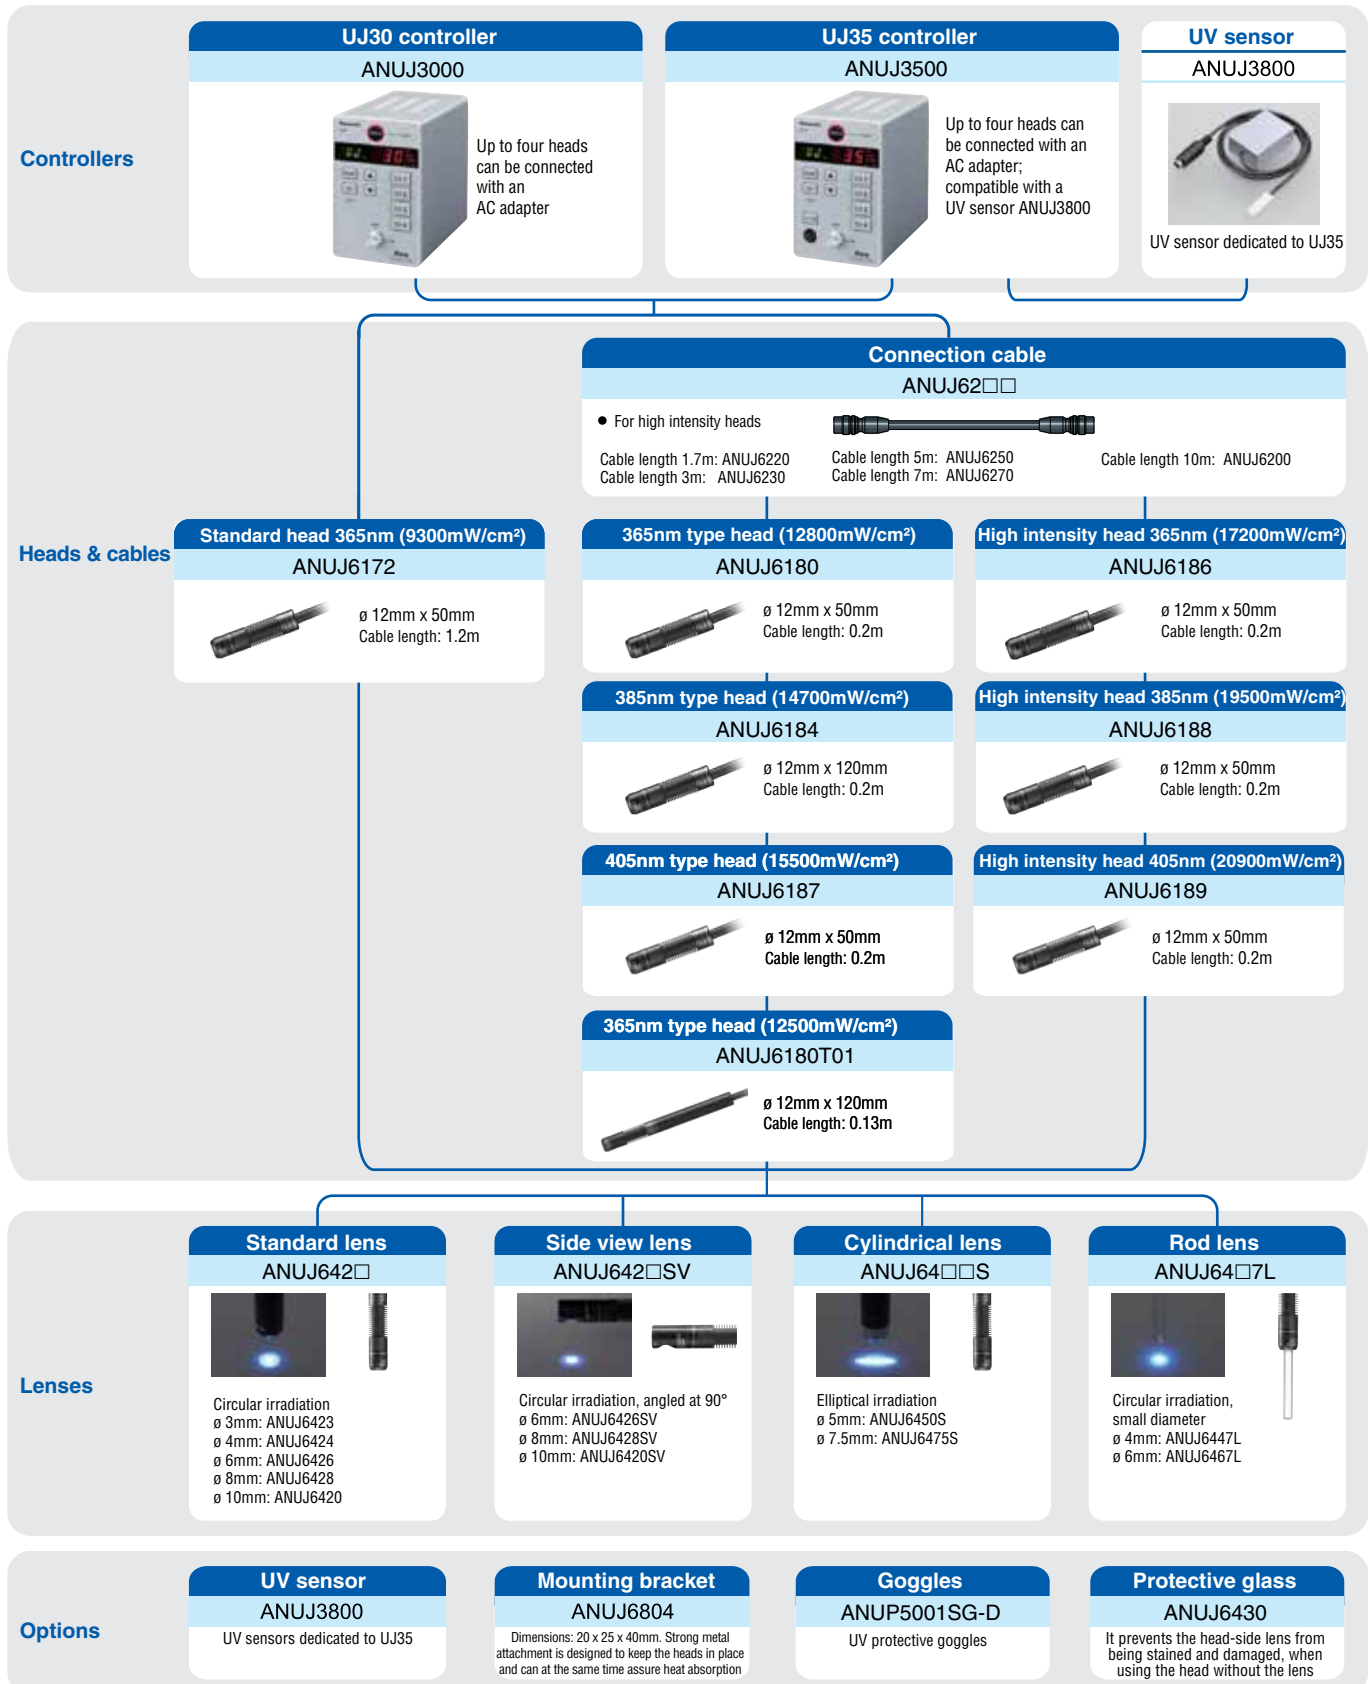 Controllers
UJ30 controller
ANUJ3000
Up to four heads
can be connected
with an
AC adapter
UJ35 controller
ANUJ3500
Up to four heads can
be connected with an
AC adapter;
compatible with a
UV sensor ANUJ3800
UV sensor
ANUJ3800
UV sensor dedicated to UJ35
Heads & cables
Connection cable
ANUJ62□□
● For high intensity heads
Cable length 1.7m: ANUJ6220
Cable length 3m: ANUJ6230
Cable length 5m: ANUJ6250
Cable length 7m: ANUJ6270
Cable length 10m: ANUJ6200
Standard head 365nm (9300mW/cm²)
ANUJ6172
ø 12mm x 50mm
Cable length: 1.2m
365nm type head (12800mW/cm²)
ANUJ6180
ø 12mm x 50mm
Cable length: 0.2m
High intensity head 365nm (17200mW/cm²)
ANUJ6186
ø 12mm x 50mm
Cable length: 0.2m
385nm type head (14700mW/cm²)
ANUJ6184
ø 12mm x 120mm
Cable length: 0.2m
High intensity head 385nm (19500mW/cm²)
ANUJ6188
ø 12mm x 50mm
Cable length: 0.2m
405nm type head (15500mW/cm²)
ANUJ6187
ø 12mm x 50mm
Cable length: 0.2m
High intensity head 405nm (20900mW/cm²)
ANUJ6189
ø 12mm x 50mm
Cable length: 0.2m
365nm type head (12500mW/cm²)
ANUJ6180T01
ø 12mm x 120mm
Cable length: 0.13m
Lenses
Standard lens
ANUJ642□
Circular irradiation
ø 3mm: ANUJ6423
ø 4mm: ANUJ6424
ø 6mm: ANUJ6426
ø 8mm: ANUJ6428
ø 10mm: ANUJ6420
Side view lens
ANUJ642□SV
Circular irradiation, angled at 90°
ø 6mm: ANUJ6426SV
ø 8mm: ANUJ6428SV
ø 10mm: ANUJ6420SV
Cylindrical lens
ANUJ64□□S
Elliptical irradiation
ø 5mm: ANUJ6450S
ø 7.5mm: ANUJ6475S
Rod lens
ANUJ64□7L
Circular irradiation,
small diameter
ø 4mm: ANUJ6447L
ø 6mm: ANUJ6467L
Options
UV sensor
ANUJ3800
UV sensors dedicated to UJ35
Mounting bracket
ANUJ6804
Dimensions: 20 x 25 x 40mm. Strong metal
attachment is designed to keep the heads in place
and can at the same time assure heat absorption
Goggles
ANUP5001SG-D
UV protective goggles
Protective glass
ANUJ6430
It prevents the head-side lens from
being stained and damaged, when
using the head without the lens